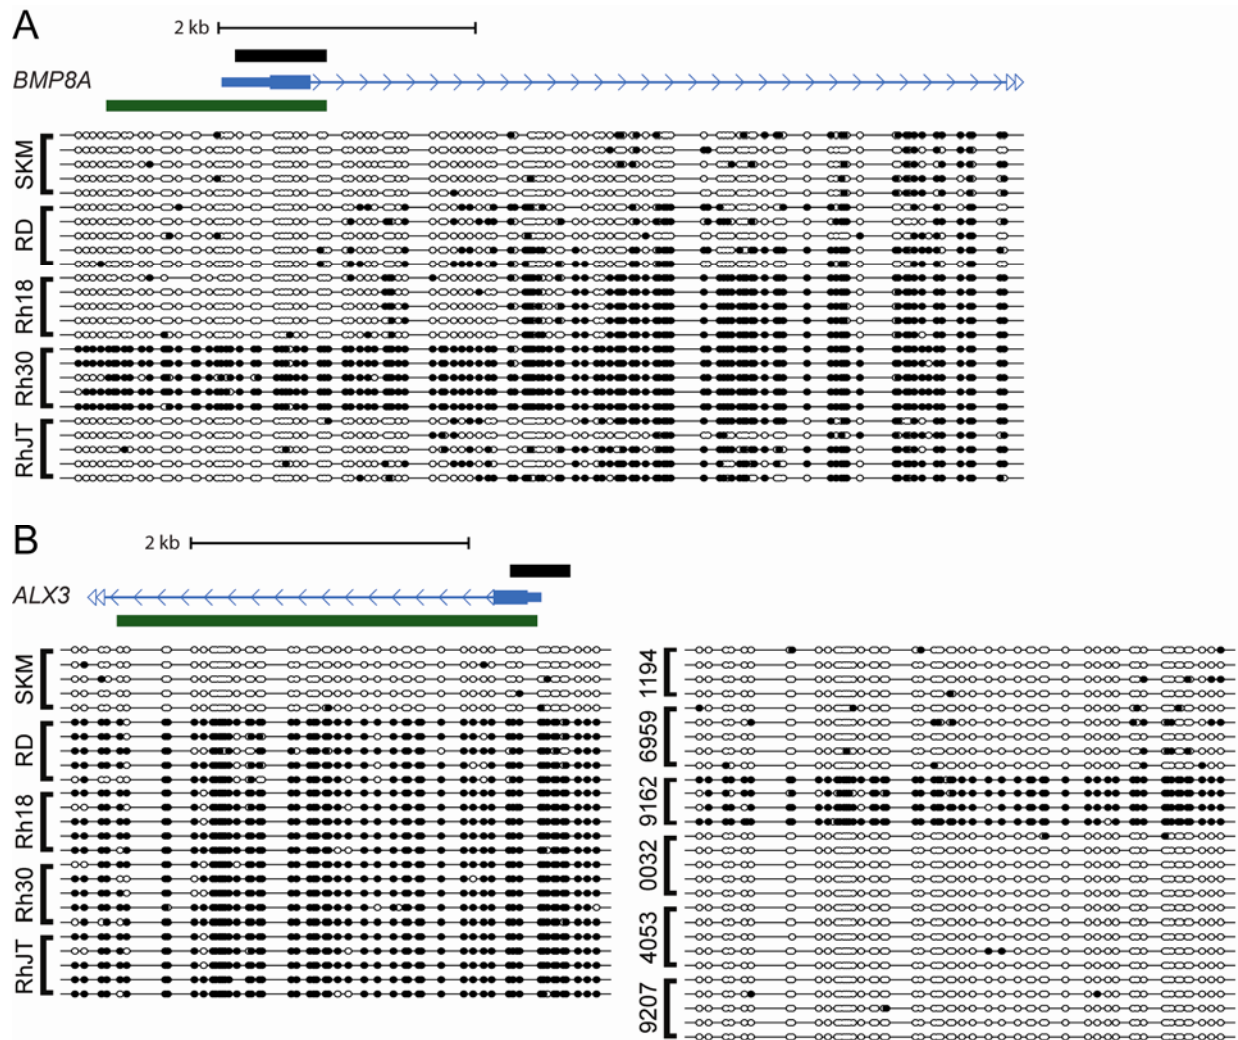 A
2 kb
BMP8A
SKM
RD
Rh18
Rh30
RhJT
B
2 kb
ALX3
SKM
RD
Rh18
Rh30
RhJT
1194
6959
9162
0032
4053
9207